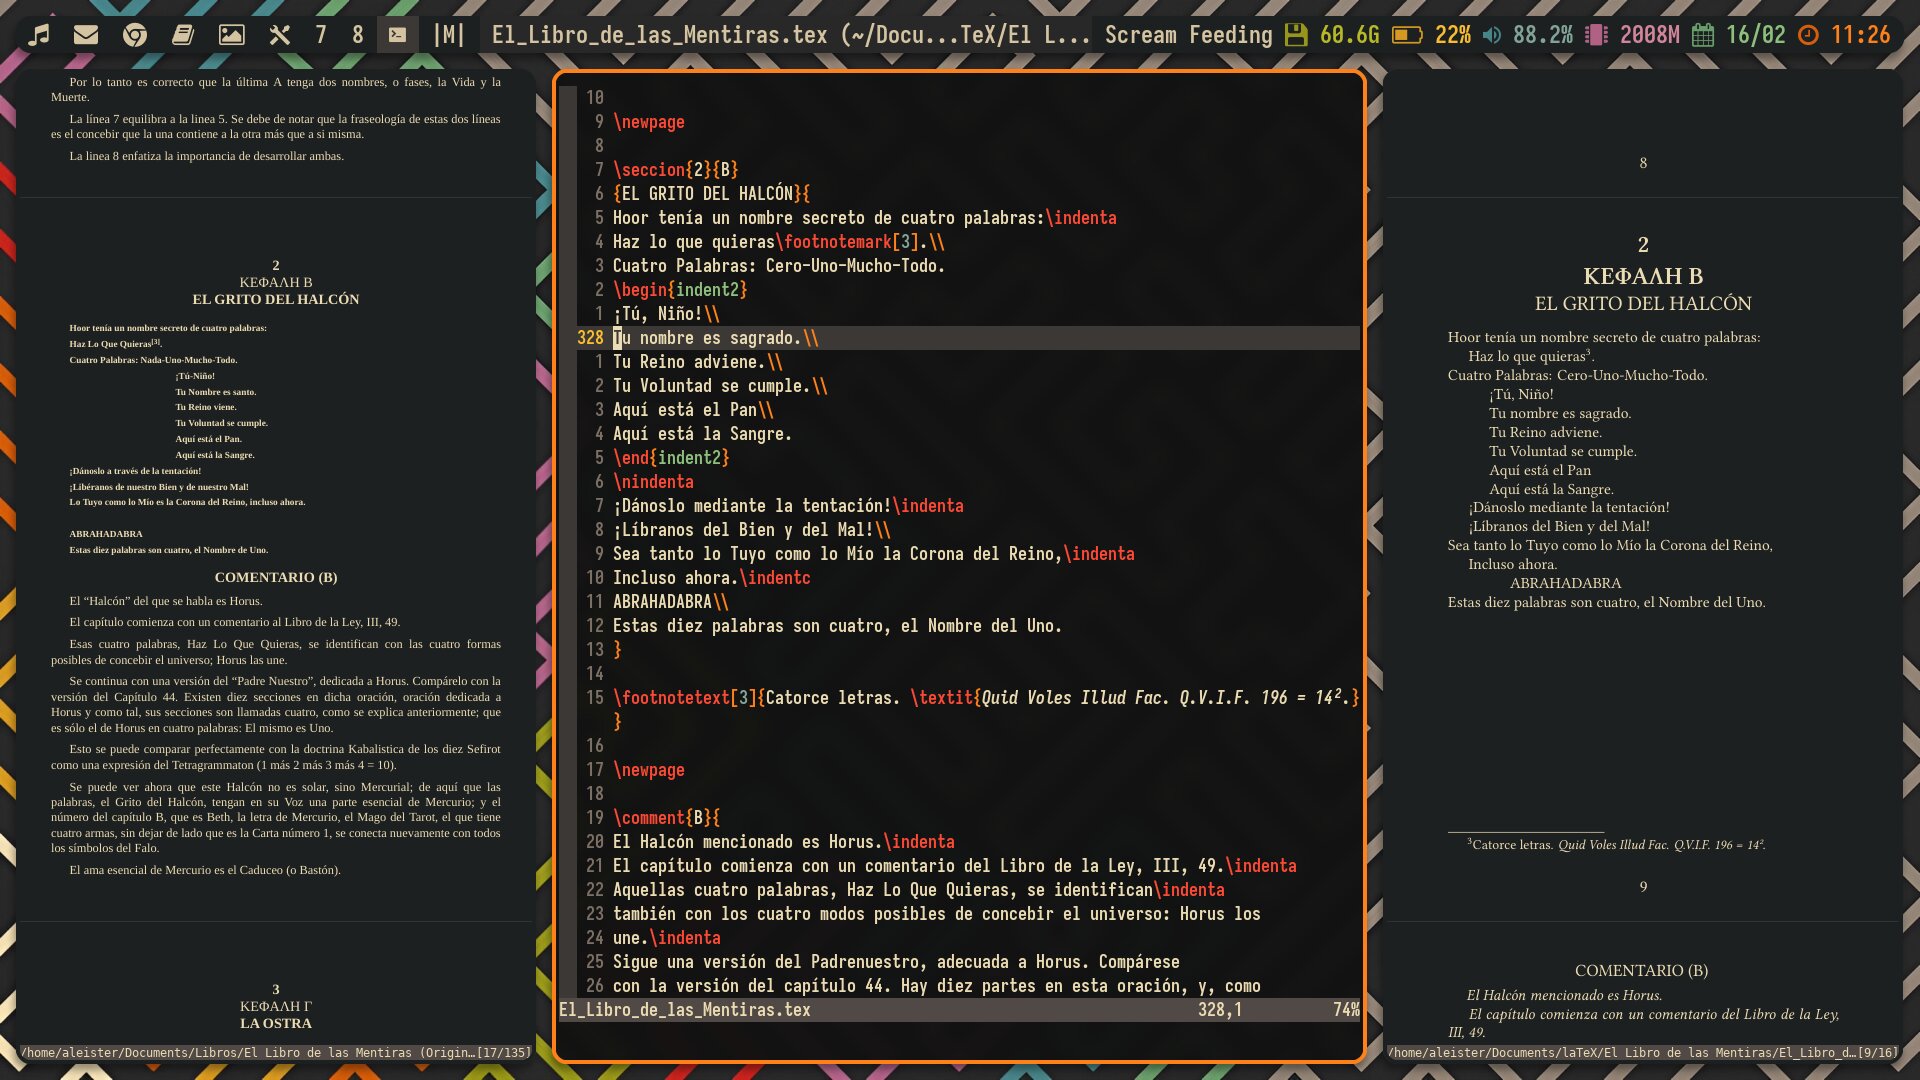 7 8 |M| El_Libro_de_las_Mentiras.tex (~/Docu...TeX/El L... Scream Feeding 60.6G 22% 88.2% 2008M 16/02 11:26
Por lo tanto es correcto que la última A tenga dos nombres, o fases, la Vida y la
Muerte.
La línea 7 equilibra a la linea 5. Se debe de notar que la fraseología de estas dos líneas
es el concebir que la una contiene a la otra más que a si misma.
La linea 8 enfatiza la importancia de desarrollar ambas.
2
ΚΕΦΑΛΗ Β
EL GRITO DEL HALCÓN
Hoor tenía un nombre secreto de cuatro palabras:
Haz Lo Que Quieras[3].
Cuatro Palabras: Nada-Uno-Mucho-Todo.
¡Tú-Niño!
Tu Nombre es santo.
Tu Reino viene.
Tu Voluntad se cumple.
Aquí está el Pan.
Aquí está la Sangre.
¡Dánoslo a través de la tentación!
¡Libéranos de nuestro Bien y de nuestro Mal!
Lo Tuyo como lo Mío es la Corona del Reino, incluso ahora.
ABRAHADABRA
Estas diez palabras son cuatro, el Nombre de Uno.
COMENTARIO (B)
El “Halcón” del que se habla es Horus.
El capítulo comienza con un comentario al Libro de la Ley, III, 49.
Esas cuatro palabras, Haz Lo Que Quieras, se identifican con las cuatro formas
posibles de concebir el universo; Horus las une.
Se continua con una versión del “Padre Nuestro”, dedicada a Horus. Compárelo con la
versión del Capítulo 44. Existen diez secciones en dicha oración, oración dedicada a
Horus y como tal, sus secciones son llamadas cuatro, como se explica anteriormente; que
es sólo el de Horus en cuatro palabras: El mismo es Uno.
Esto se puede comparar perfectamente con la doctrina Kabalistica de los diez Sefirot
como una expresión del Tetragrammaton (1 más 2 más 3 más 4 = 10).
Se puede ver ahora que este Halcón no es solar, sino Mercurial; de aquí que las
palabras, el Grito del Halcón, tengan en su Voz una parte esencial de Mercurio; y el
número del capítulo B, que es Beth, la letra de Mercurio, el Mago del Tarot, el que tiene
cuatro armas, sin dejar de lado que es la Carta número 1, se conecta nuevamente con todos
los símbolos del Falo.
El ama esencial de Mercurio es el Caduceo (o Bastón).
3
ΚΕΦΑΛΗ Γ
LA OSTRA
/home/aleister/Documents/Libros/El Libro de las Mentiras (Origin…[17/135]
10
9 \newpage
8
7 \seccion{2}{B}
6 {EL GRITO DEL HALCÓN}{
5 Hoor tenía un nombre secreto de cuatro palabras:\indenta
4 Haz lo que quieras\footnotemark[3].\\
3 Cuatro Palabras: Cero-Uno-Mucho-Todo.
2 \begin{indent2}
1 ¡Tú, Niño!\\
328 Tu nombre es sagrado.\\
1 Tu Reino adviene.\\
2 Tu Voluntad se cumple.\\
3 Aquí está el Pan\\
4 Aquí está la Sangre.
5 \end{indent2}
6 \nindenta
7 ¡Dánoslo mediante la tentación!\indenta
8 ¡Líbranos del Bien y del Mal!\\
9 Sea tanto lo Tuyo como lo Mío la Corona del Reino,\indenta
10 Incluso ahora.\indentc
11 ABRAHADABRA\\
12 Estas diez palabras son cuatro, el Nombre del Uno.
13 }
14
15 \footnotetext[3]{Catorce letras. \textit{Quid Voles Illud Fac. Q.V.I.F. 196 = 14².}
}
16
17 \newpage
18
19 \comment{B}{
20 El Halcón mencionado es Horus.\indenta
21 El capítulo comienza con un comentario del Libro de la Ley, III, 49.\indenta
22 Aquellas cuatro palabras, Haz Lo Que Quieras, se identifican\indenta
23 también con los cuatro modos posibles de concebir el universo: Horus los
24 une.\indenta
25 Sigue una versión del Padrenuestro, adecuada a Horus. Compárese
26 con la versión del capítulo 44. Hay diez partes en esta oración, y, como
El_Libro_de_las_Mentiras.tex 328,1 74%
8
2
ΚΕΦΑΛΗ Β
EL GRITO DEL HALCÓN
Hoor tenía un nombre secreto de cuatro palabras:
Haz lo que quieras³.
Cuatro Palabras: Cero-Uno-Mucho-Todo.
¡Tú, Niño!
Tu nombre es sagrado.
Tu Reino adviene.
Tu Voluntad se cumple.
Aquí está el Pan
Aquí está la Sangre.
¡Dánoslo mediante la tentación!
¡Líbranos del Bien y del Mal!
Sea tanto lo Tuyo como lo Mío la Corona del Reino,
Incluso ahora.
ABRAHADABRA
Estas diez palabras son cuatro, el Nombre del Uno.
³Catorce letras. Quid Voles Illud Fac. Q.V.I.F. 196 = 14².
9
COMENTARIO (B)
El Halcón mencionado es Horus.
El capítulo comienza con un comentario del Libro de la Ley,
III, 49.
/home/aleister/Documents/laTeX/El Libro de las Mentiras/El_Libro_d…[9/16]